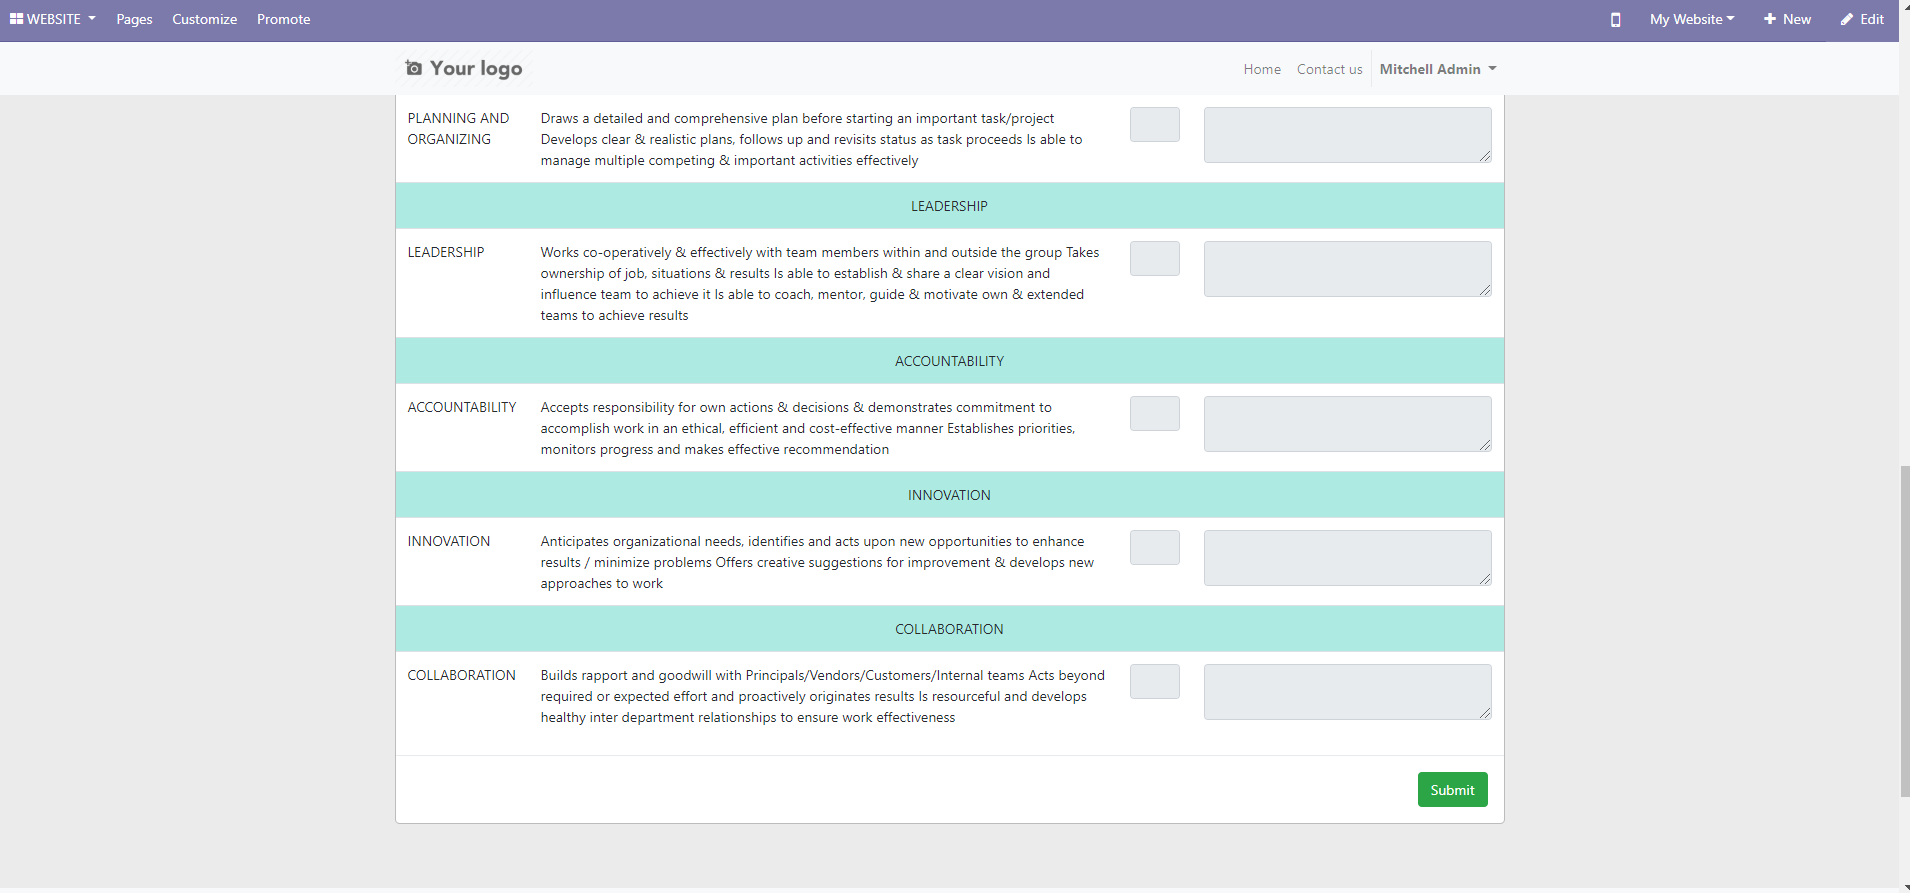 WEBSITE Pages Customize Promote My Website New Edit
Your logo Home Contact us Mitchell Admin
PLANNING AND
ORGANIZING
Draws a detailed and comprehensive plan before starting an important task/project
Develops clear & realistic plans, follows up and revisits status as task proceeds Is able to
manage multiple competing & important activities effectively
LEADERSHIP
LEADERSHIP
Works co-operatively & effectively with team members within and outside the group Takes
ownership of job, situations & results Is able to establish & share a clear vision and
influence team to achieve it Is able to coach, mentor, guide & motivate own & extended
teams to achieve results
ACCOUNTABILITY
ACCOUNTABILITY
Accepts responsibility for own actions & decisions & demonstrates commitment to
accomplish work in an ethical, efficient and cost-effective manner Establishes priorities,
monitors progress and makes effective recommendation
INNOVATION
INNOVATION
Anticipates organizational needs, identifies and acts upon new opportunities to enhance
results / minimize problems Offers creative suggestions for improvement & develops new
approaches to work
COLLABORATION
COLLABORATION
Builds rapport and goodwill with Principals/Vendors/Customers/Internal teams Acts beyond
required or expected effort and proactively originates results Is resourceful and develops
healthy inter department relationships to ensure work effectiveness
Submit